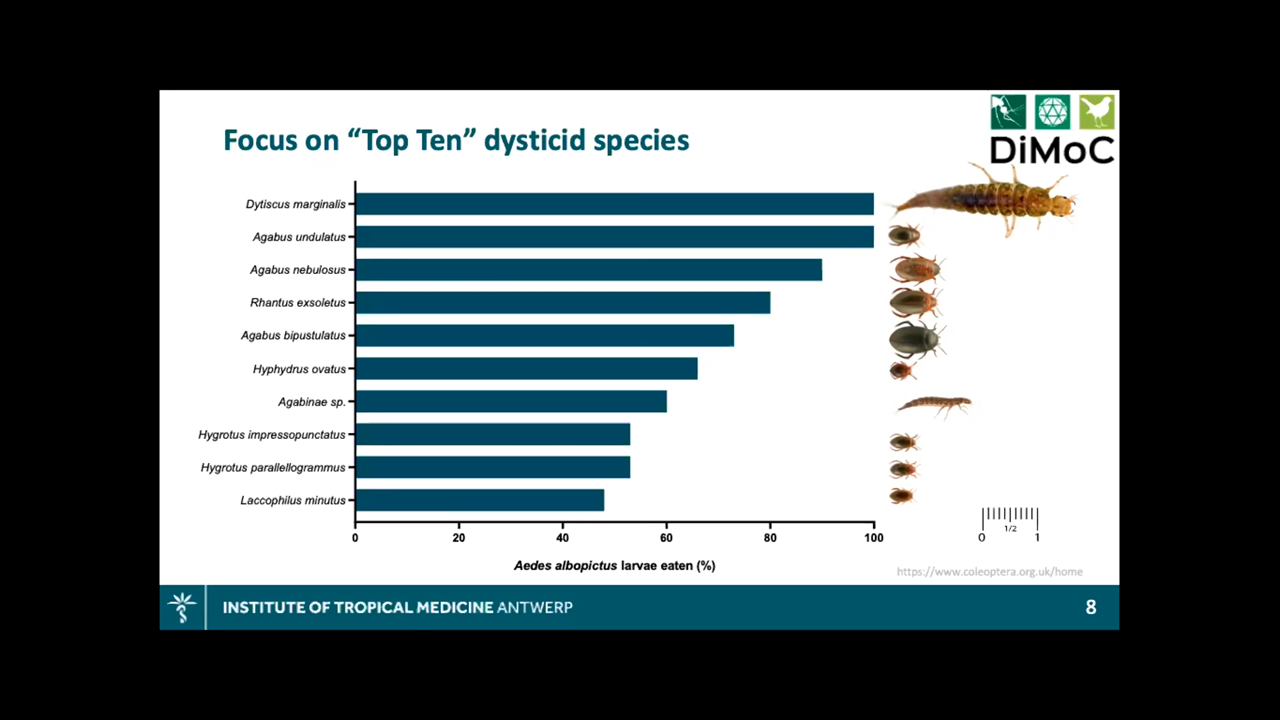 Focus on “Top Ten” dysticid species
DiMoC
Dytiscus marginalis
Agabus undulatus
Agabus nebulosus
Rhantus exsoletus
Agabus bipustulatus
Hyphydrus ovatus
Agabinae sp.
Hygrotus impressopunctatus
Hygrotus parallellogrammus
Laccophilus minutus
0 20 40 60 80 100
Aedes albopictus larvae eaten (%)
1/2
0 1
https://www.coleoptera.org.uk/home
INSTITUTE OF TROPICAL MEDICINE ANTWERP
8